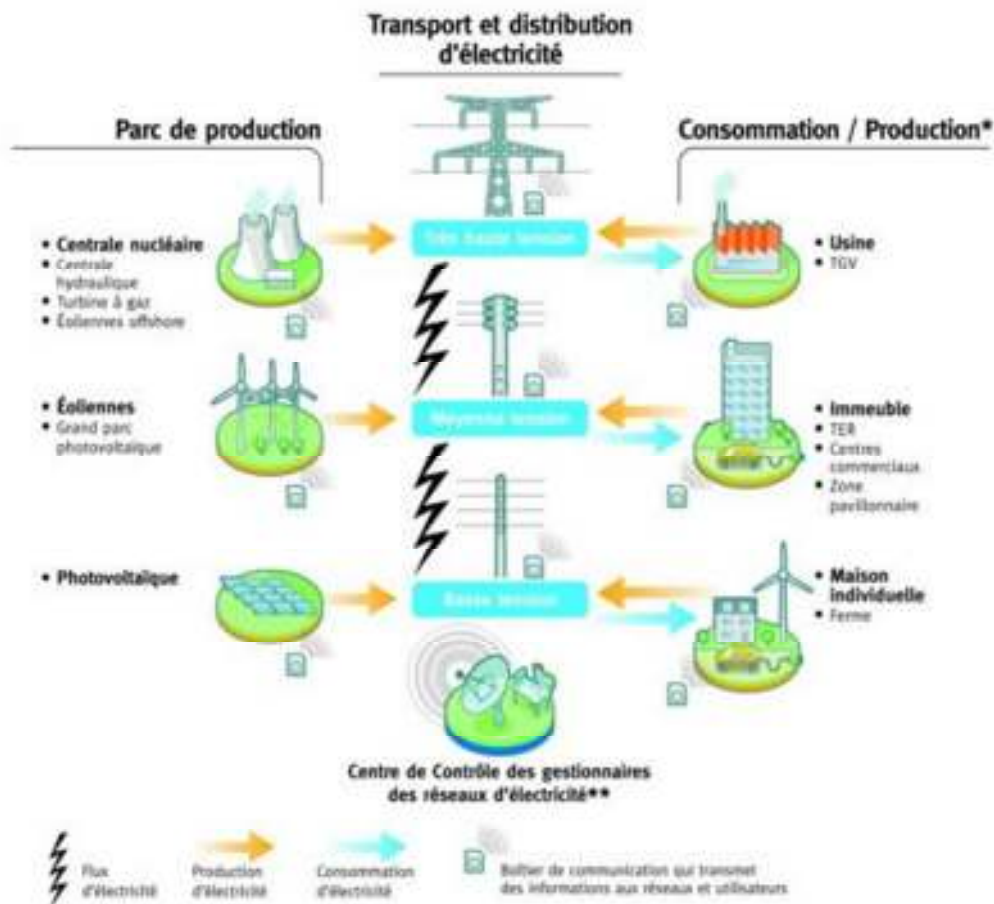 Transport et distribution
d'électricité
Parc de production
Consommation / Production*
Très haute tension
• Centrale nucléaire
• Centrale
hydraulique
• Turbine à gaz
• Éoliennes offshore
• Usine
• TGV
Moyenne tension
• Éoliennes
• Grand parc
photovoltaïque
• Immeuble
• TER
• Centres
commerciaux
• Zone
pavillonnaire
• Photovoltaïque
Basse tension
• Maison
individuelle
• Ferme
Centre de Contrôle des gestionnaires
des réseaux d'électricité**
Flux
d'électricité
Production
d'électricité
Consommation
d'électricité
Boîtier de communication qui transmet
des informations aux réseaux et utilisateurs